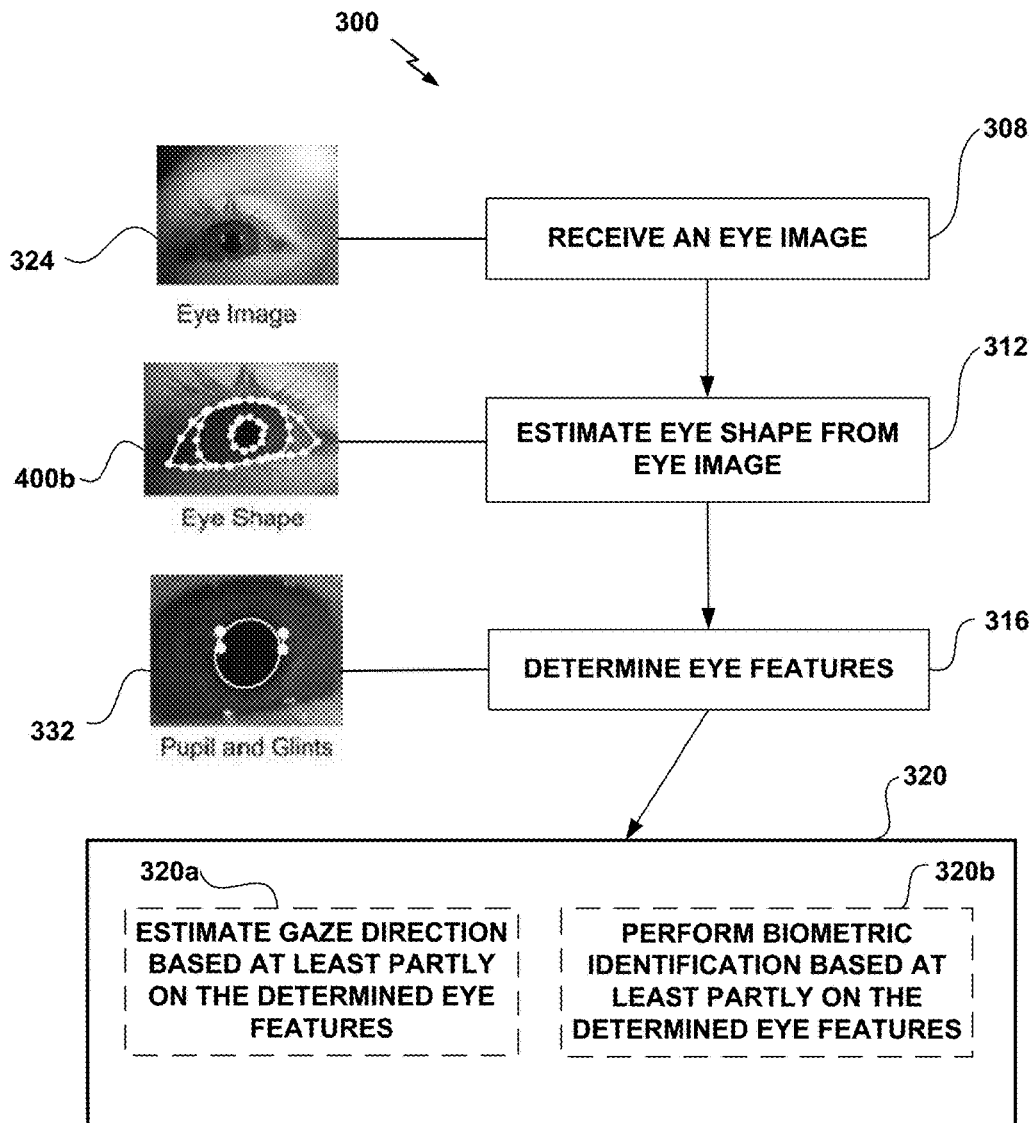 300
308
RECEIVE AN EYE IMAGE
324
Eye Image
312
ESTIMATE EYE SHAPE FROM
EYE IMAGE
400b
Eye Shape
316
DETERMINE EYE FEATURES
332
Pupil and Glints
320
320a
320b
ESTIMATE GAZE DIRECTION
BASED AT LEAST PARTLY
ON THE DETERMINED EYE
FEATURES
PERFORM BIOMETRIC
IDENTIFICATION BASED AT
LEAST PARTLY ON THE
DETERMINED EYE FEATURES